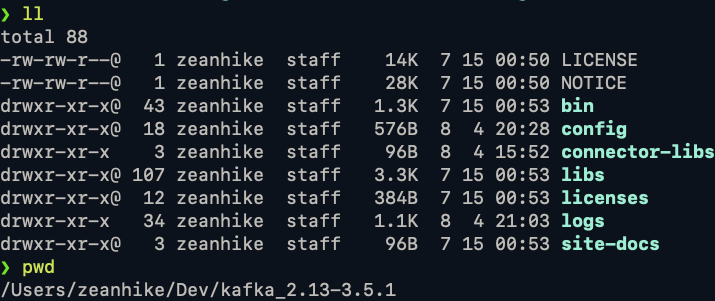 ❯ ll
total 88
-rw-rw-r--@   1 zeanhike  staff    14K  7 15 00:50 LICENSE
-rw-rw-r--@   1 zeanhike  staff    28K  7 15 00:50 NOTICE
drwxr-xr-x@  43 zeanhike  staff   1.3K  7 15 00:53 bin
drwxr-xr-x@  18 zeanhike  staff   576B  8  4 20:28 config
drwxr-xr-x    3 zeanhike  staff    96B  8  4 15:52 connector-libs
drwxr-xr-x@ 107 zeanhike  staff   3.3K  7 15 00:53 libs
drwxr-xr-x@  12 zeanhike  staff   384B  7 15 00:53 licenses
drwxr-xr-x   34 zeanhike  staff   1.1K  8  4 21:03 logs
drwxr-xr-x@   3 zeanhike  staff    96B  7 15 00:53 site-docs
❯ pwd
/Users/zeanhike/Dev/kafka_2.13-3.5.1